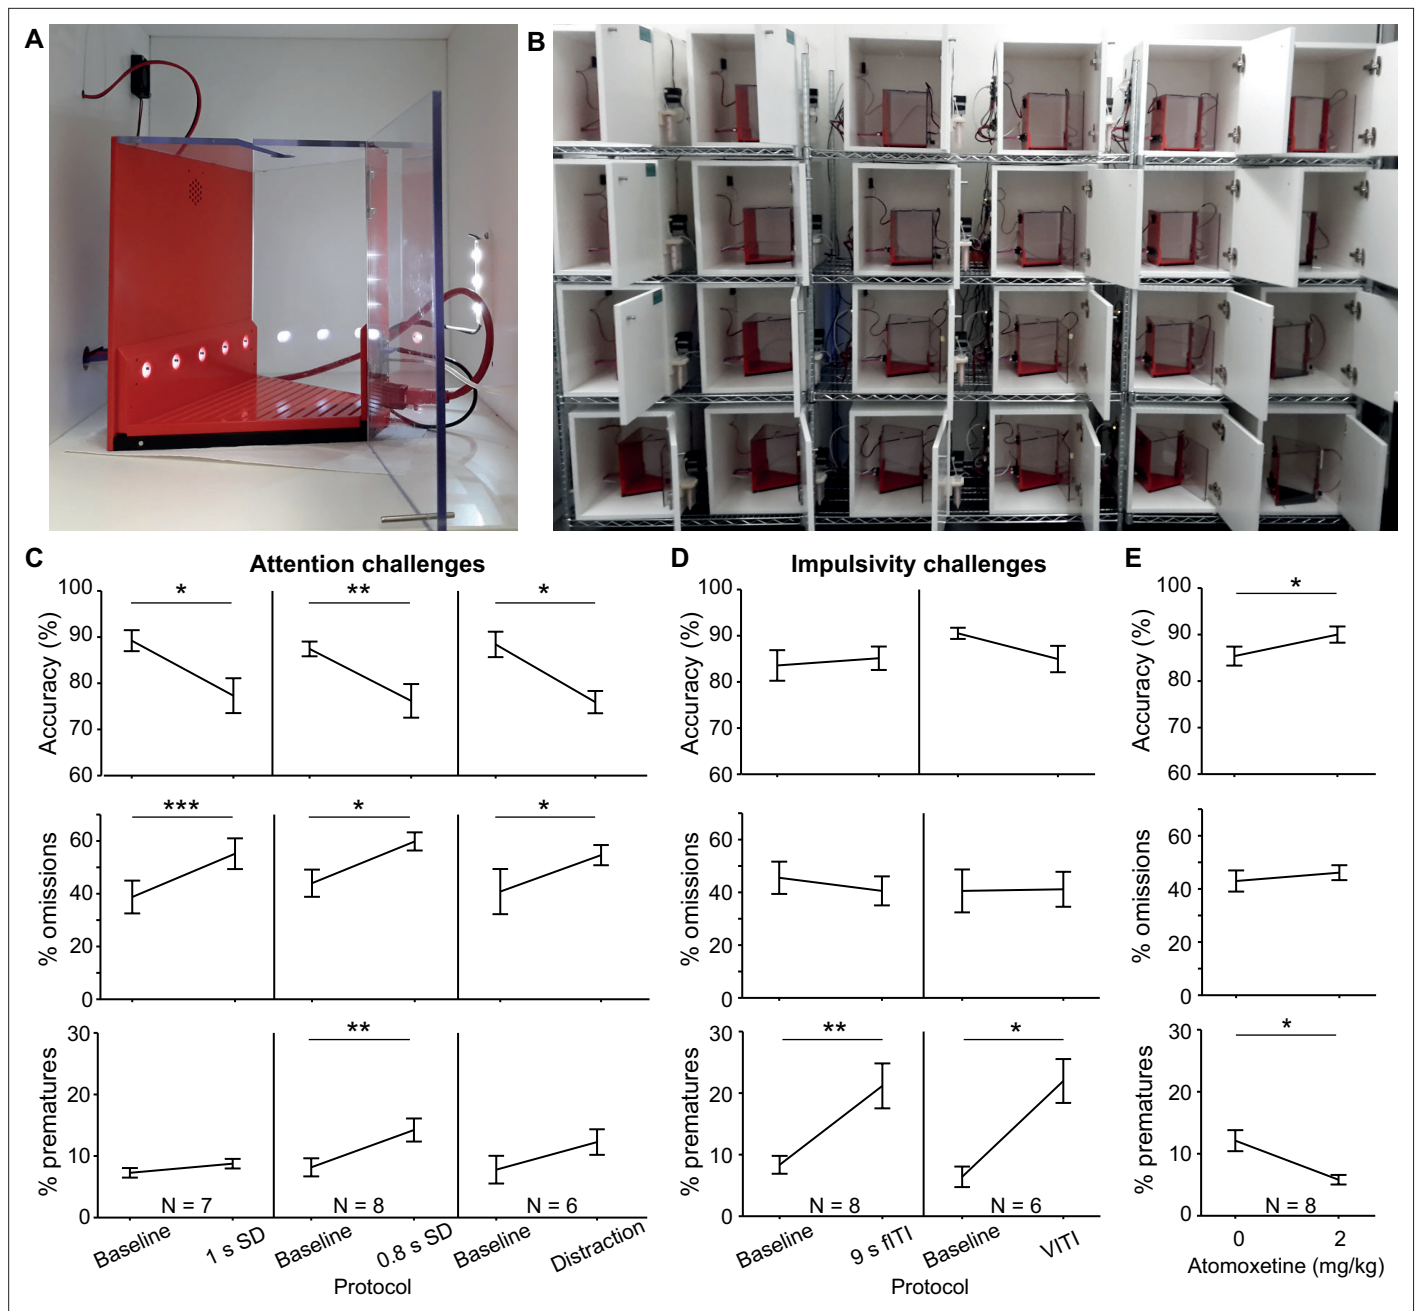 A
B
C
Attention challenges
Accuracy (%)
100
90
80
70
60
*
**
*
% omissions
60
40
20
0
***
*
*
% prematures
30
20
10
0
**
N = 7
N = 8
N = 6
Baseline
1 s SD
Baseline
0.8 s SD
Baseline
Distraction
Protocol
D
Impulsivity challenges
Accuracy (%)
100
90
80
70
60
% omissions
60
40
20
0
% prematures
30
20
10
0
**
*
N = 8
N = 6
Baseline
9 s fITI
Baseline
VITI
Protocol
E
Accuracy (%)
100
90
80
70
60
*
% omissions
60
40
20
0
% prematures
30
20
10
0
*
N = 8
0
2
Atomoxetine (mg/kg)